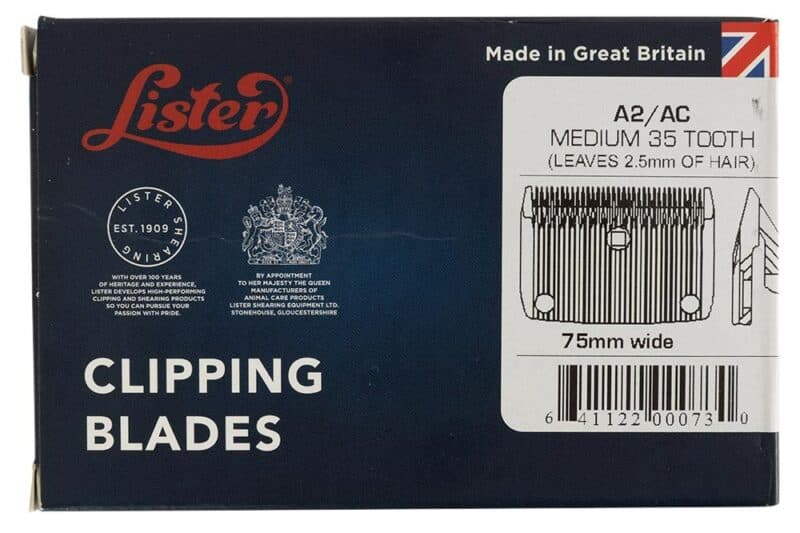 Made in Great Britain
Lister®
A2/AC
MEDIUM 35 TOOTH
(LEAVES 2.5mm OF HAIR)
75mm wide
6 41122 00073 0
LISTER SHEARING
EST. 1909
WITH OVER 100 YEARS
OF HERITAGE AND EXPERIENCE,
LISTER DEVELOPS HIGH-PERFORMING
CLIPPING AND SHEARING PRODUCTS
SO YOU CAN PURSUE YOUR
PASSION WITH PRIDE.
BY APPOINTMENT
TO HER MAJESTY THE QUEEN
MANUFACTURERS OF
ANIMAL CARE PRODUCTS
LISTER SHEARING EQUIPMENT LTD.
STONEHOUSE, GLOUCESTERSHIRE
CLIPPING
BLADES